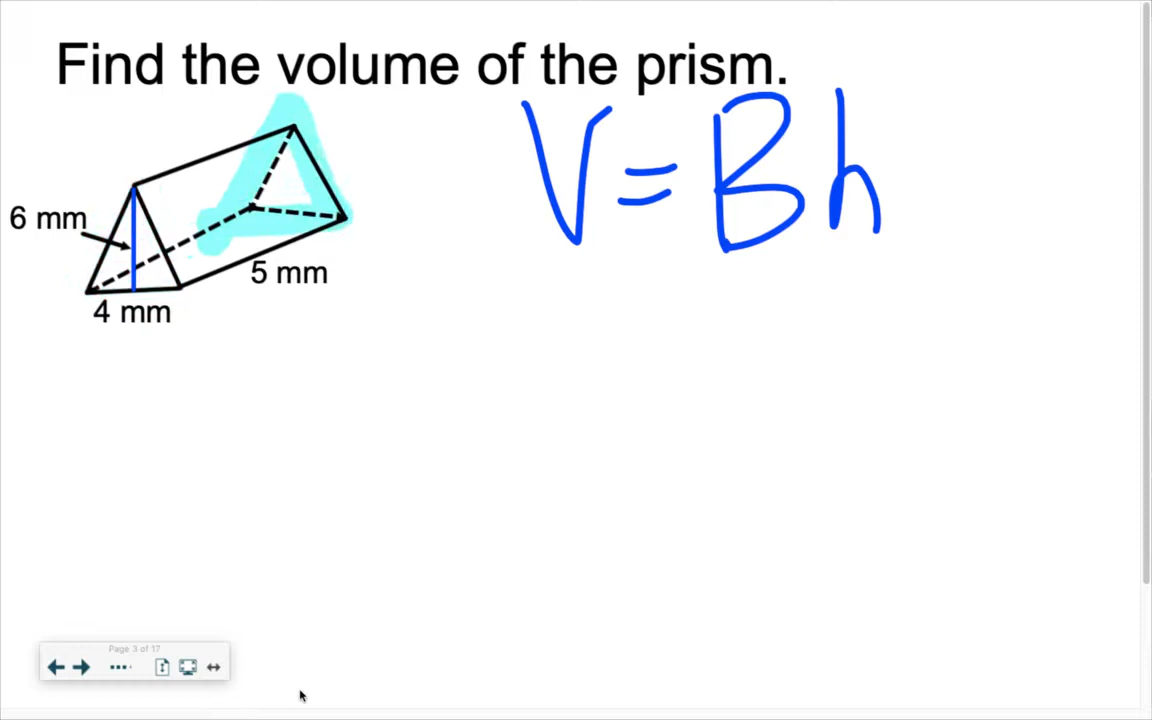 Find the volume of the prism.
V=Bh
6 mm
5 mm
4 mm
Page 3 of 17